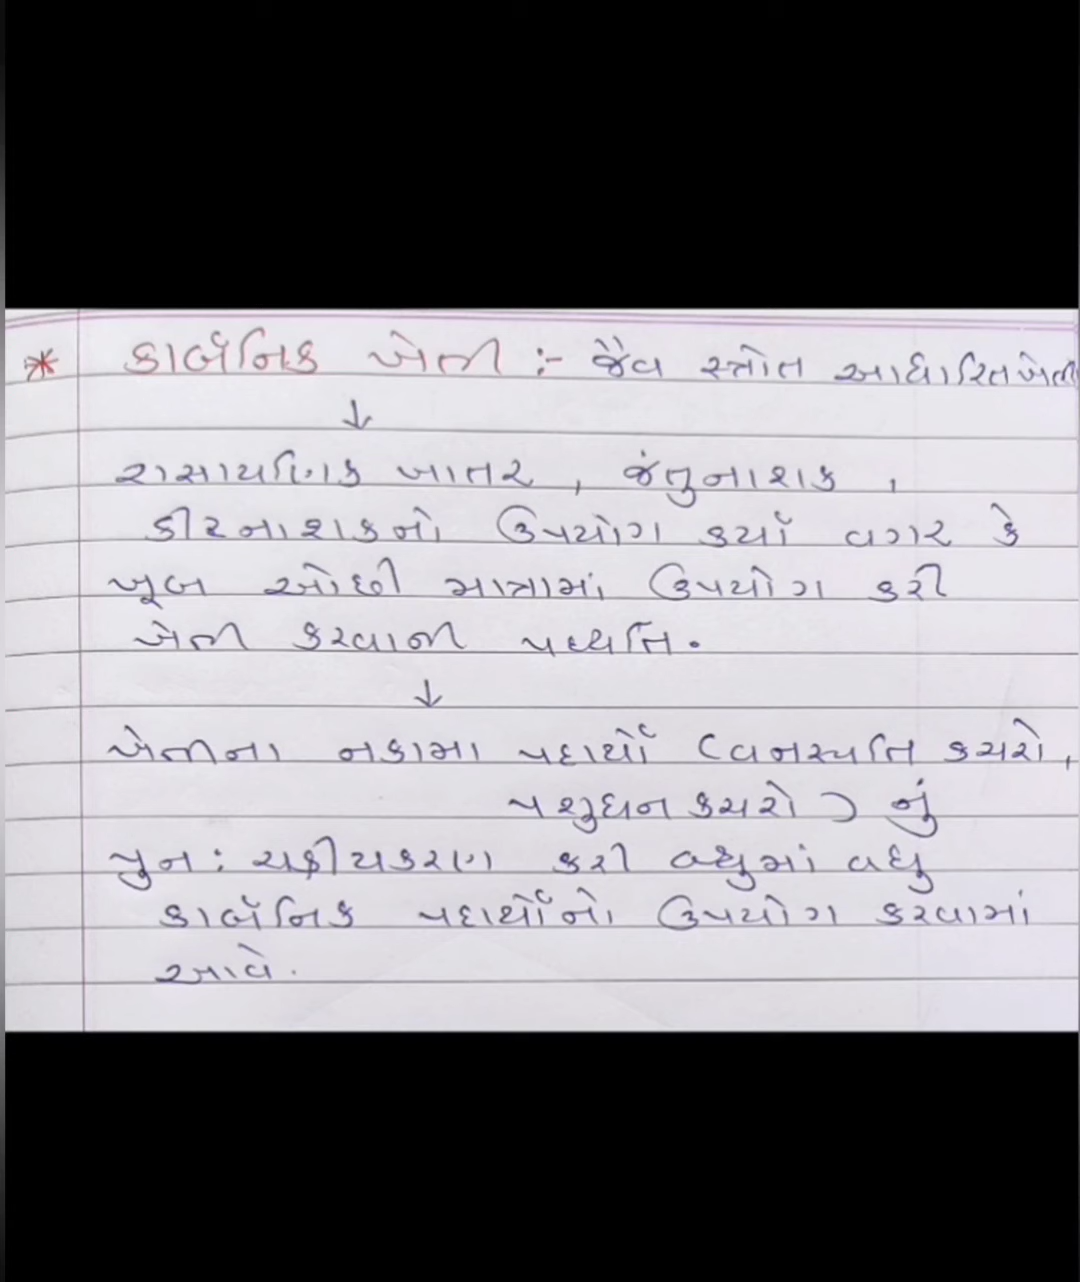 * કાર્બનિક ખેતી :- જૈવ સ્ત્રોત આધારિત ખેતી
↓
રાસાયણિક ખાતર , જંતુનાશક ,
કીટનાશકનો ઉપયોગ કર્યા વગર કે
ખૂબ ઓછી માત્રામાં ઉપયોગ કરી
ખેતી કરવાની પધ્ધતિ.
↓
ખેતીના નકામા પદાર્થો (વનસ્પતિ કચરો,
પશુધન કચરો) નું
પુન: ચક્રીયકરણ કરી વધુમાં વધુ
કાર્બનિક પદાર્થોનો ઉપયોગ કરવામાં
આવે.